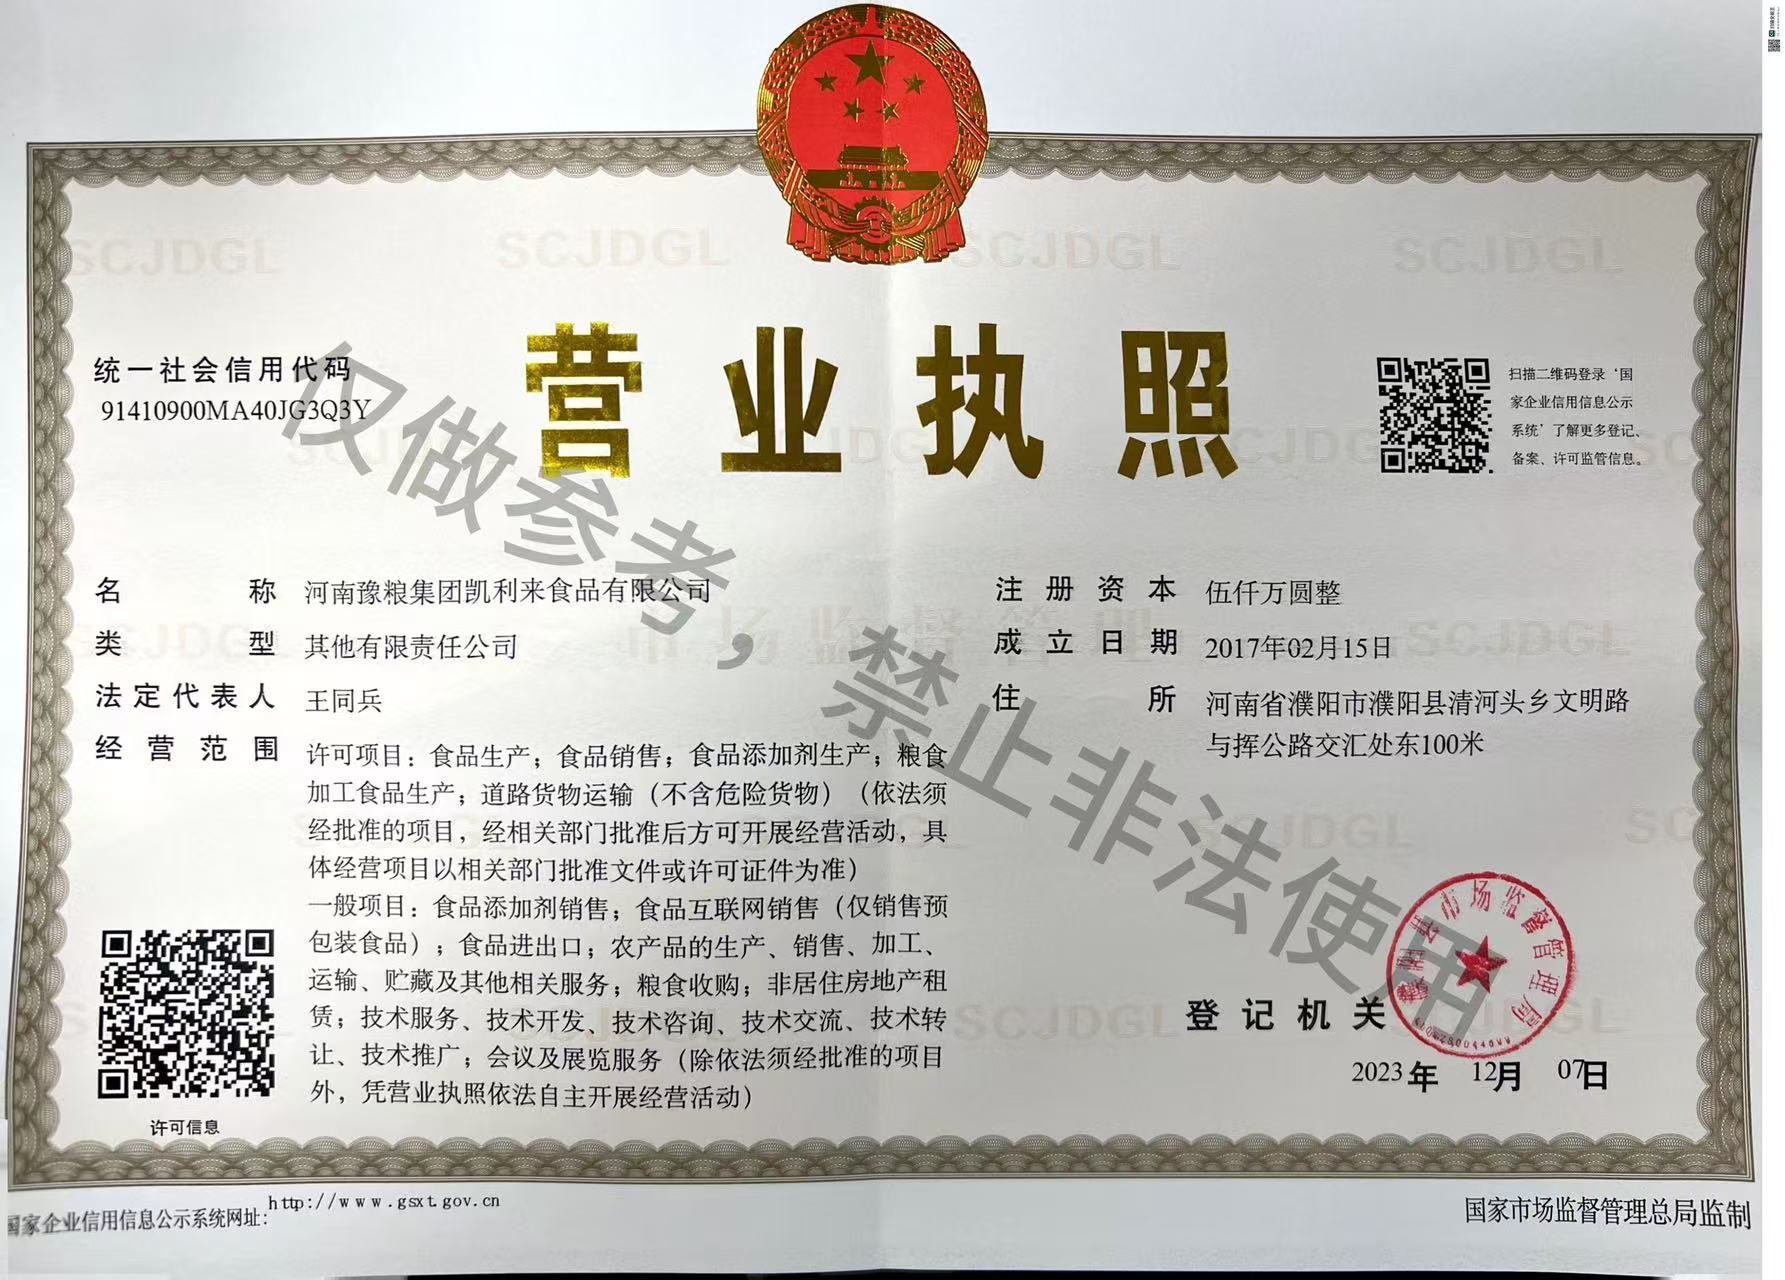 营业执照
统一社会信用代码
91410900MA40JG3Q3Y
扫描二维码登录‘国
家企业信用信息公示
系统’了解更多登记、
备案、许可监管信息。
名称 河南豫粮集团凯利来食品有限公司
类型 其他有限责任公司
法定代表人 王同兵
经营范围 许可项目：食品生产；食品销售；食品添加剂生产；粮食
加工食品生产；道路货物运输（不含危险货物）（依法须
经批准的项目，经相关部门批准后方可开展经营活动，具
体经营项目以相关部门批准文件或许可证件为准）
一般项目：食品添加剂销售；食品互联网销售（仅销售预
包装食品）；食品进出口；农产品的生产、销售、加工、
运输、贮藏及其他相关服务；粮食收购；非居住房地产租
赁；技术服务、技术开发、技术咨询、技术交流、技术转
让、技术推广；会议及展览服务（除依法须经批准的项目
外，凭营业执照依法自主开展经营活动）
注册资本 伍仟万圆整
成立日期 2017年02月15日
住所 河南省濮阳市濮阳县清河头乡文明路
与挥公路交汇处东100米
仅做参考，禁止非法使用
许可信息
登记机关
濮阳县市场监督管理局
2023年 12月 07日
国家企业信用信息公示系统网址：http://www.gsxt.gov.cn
国家市场监督管理总局监制
SCJDGL
市场监督管理